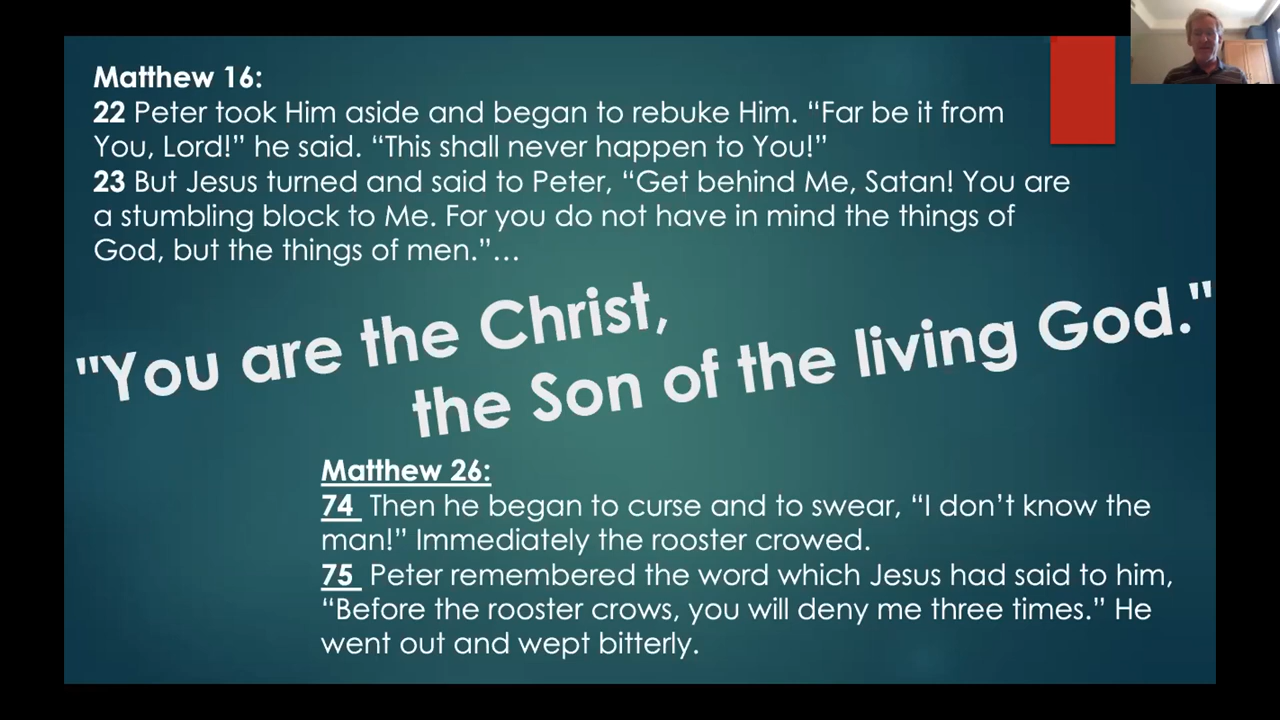 Matthew 16:
22 Peter took Him aside and began to rebuke Him. “Far be it from
You, Lord!” he said. “This shall never happen to You!”
23 But Jesus turned and said to Peter, “Get behind Me, Satan! You are
a stumbling block to Me. For you do not have in mind the things of
God, but the things of men.”…
"You are the Christ,
the Son of the living God."
Matthew 26:
74 Then he began to curse and to swear, “I don’t know the
man!” Immediately the rooster crowed.
75 Peter remembered the word which Jesus had said to him,
“Before the rooster crows, you will deny me three times.” He
went out and wept bitterly.